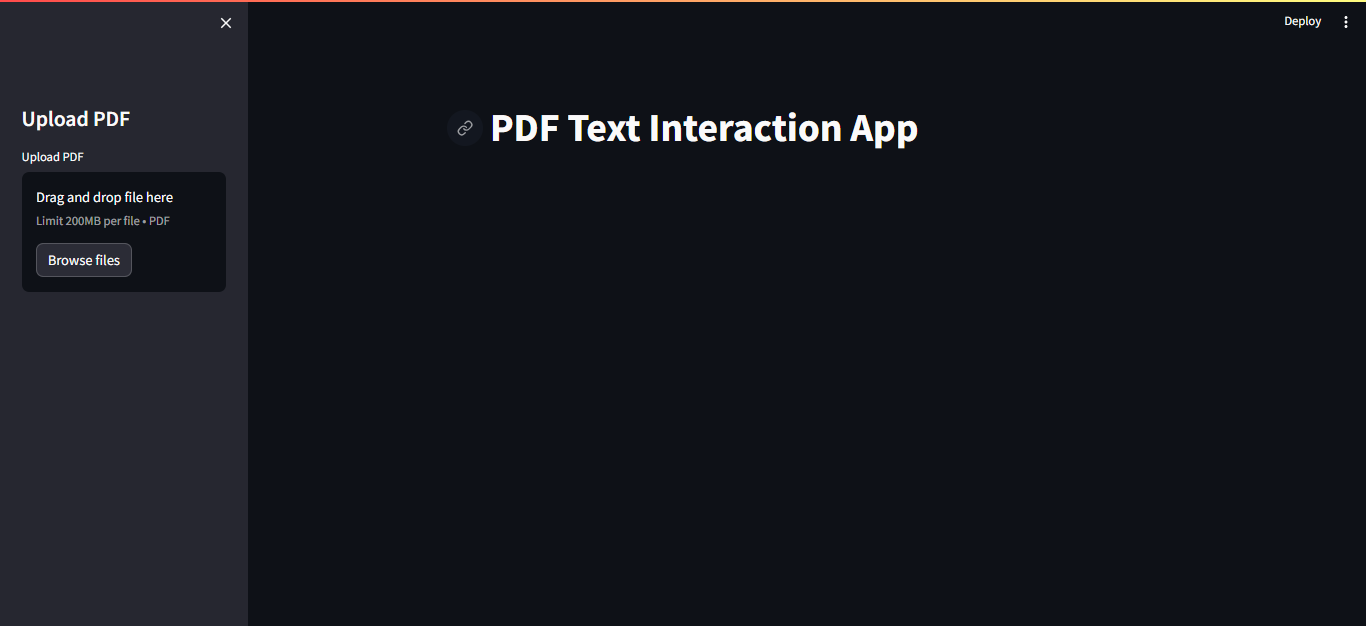 Deploy
Upload PDF
Upload PDF
Drag and drop file here
Limit 200MB per file • PDF
Browse files
PDF Text Interaction App